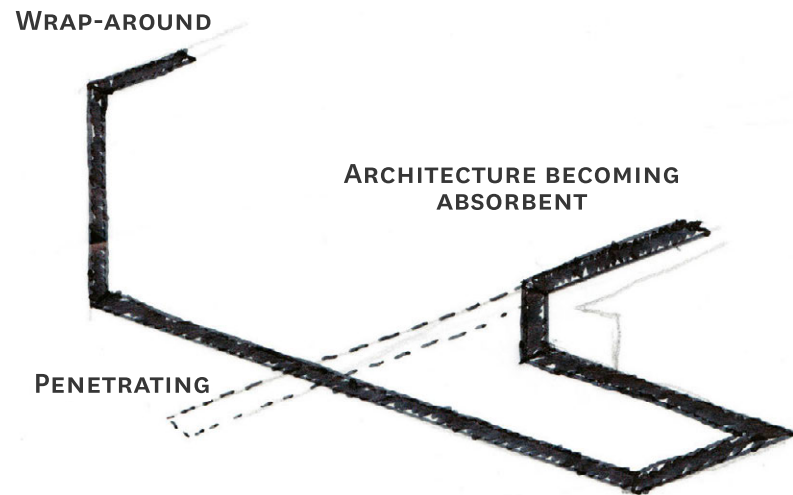 Wrap-around
Architecture becoming
absorbent
Penetrating